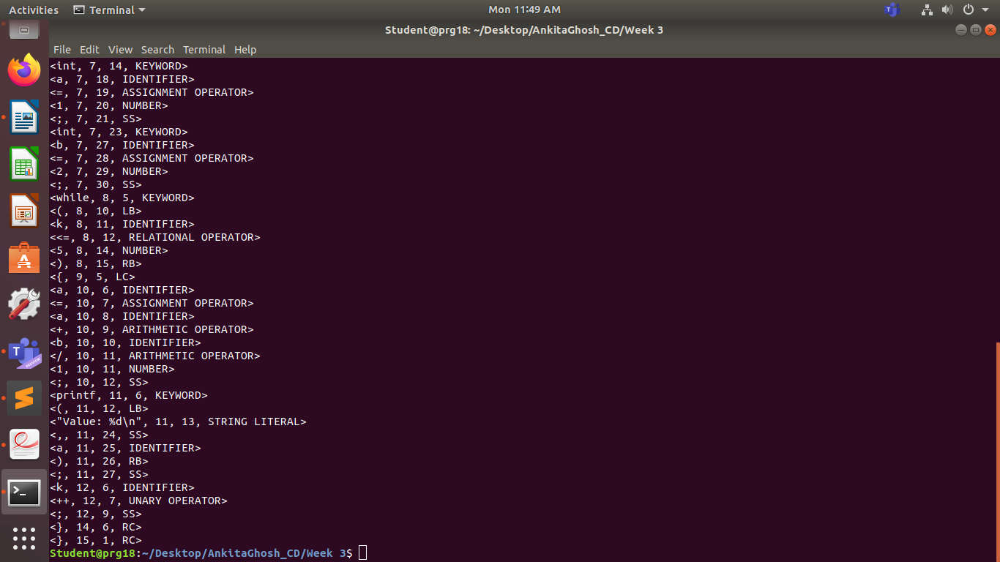 Activities Terminal Mon 11:49 AM
Student@prg18: ~/Desktop/AnkitaGhosh_CD/Week 3
File Edit View Search Terminal Help
<int, 7, 14, KEYWORD>
<a, 7, 18, IDENTIFIER>
<=, 7, 19, ASSIGNMENT OPERATOR>
<1, 7, 20, NUMBER>
<;, 7, 21, SS>
<int, 7, 23, KEYWORD>
<b, 7, 27, IDENTIFIER>
<=, 7, 28, ASSIGNMENT OPERATOR>
<2, 7, 29, NUMBER>
<;, 7, 30, SS>
<while, 8, 5, KEYWORD>
<(, 8, 10, LB>
<k, 8, 11, IDENTIFIER>
<<=, 8, 12, RELATIONAL OPERATOR>
<5, 8, 14, NUMBER>
<), 8, 15, RB>
<{, 9, 5, LC>
<a, 10, 6, IDENTIFIER>
<=, 10, 7, ASSIGNMENT OPERATOR>
<a, 10, 8, IDENTIFIER>
<+, 10, 9, ARITHMETIC OPERATOR>
<b, 10, 10, IDENTIFIER>
</, 10, 11, ARITHMETIC OPERATOR>
<1, 10, 11, NUMBER>
<;, 10, 12, SS>
<printf, 11, 6, KEYWORD>
<(, 11, 12, LB>
<"Value: %d\n", 11, 13, STRING LITERAL>
<,, 11, 24, SS>
<a, 11, 25, IDENTIFIER>
<), 11, 26, RB>
<;, 11, 27, SS>
<k, 12, 6, IDENTIFIER>
<++, 12, 7, UNARY OPERATOR>
<;, 12, 9, SS>
<}, 14, 6, RC>
<}, 15, 1, RC>
Student@prg18:~/Desktop/AnkitaGhosh_CD/Week 3$